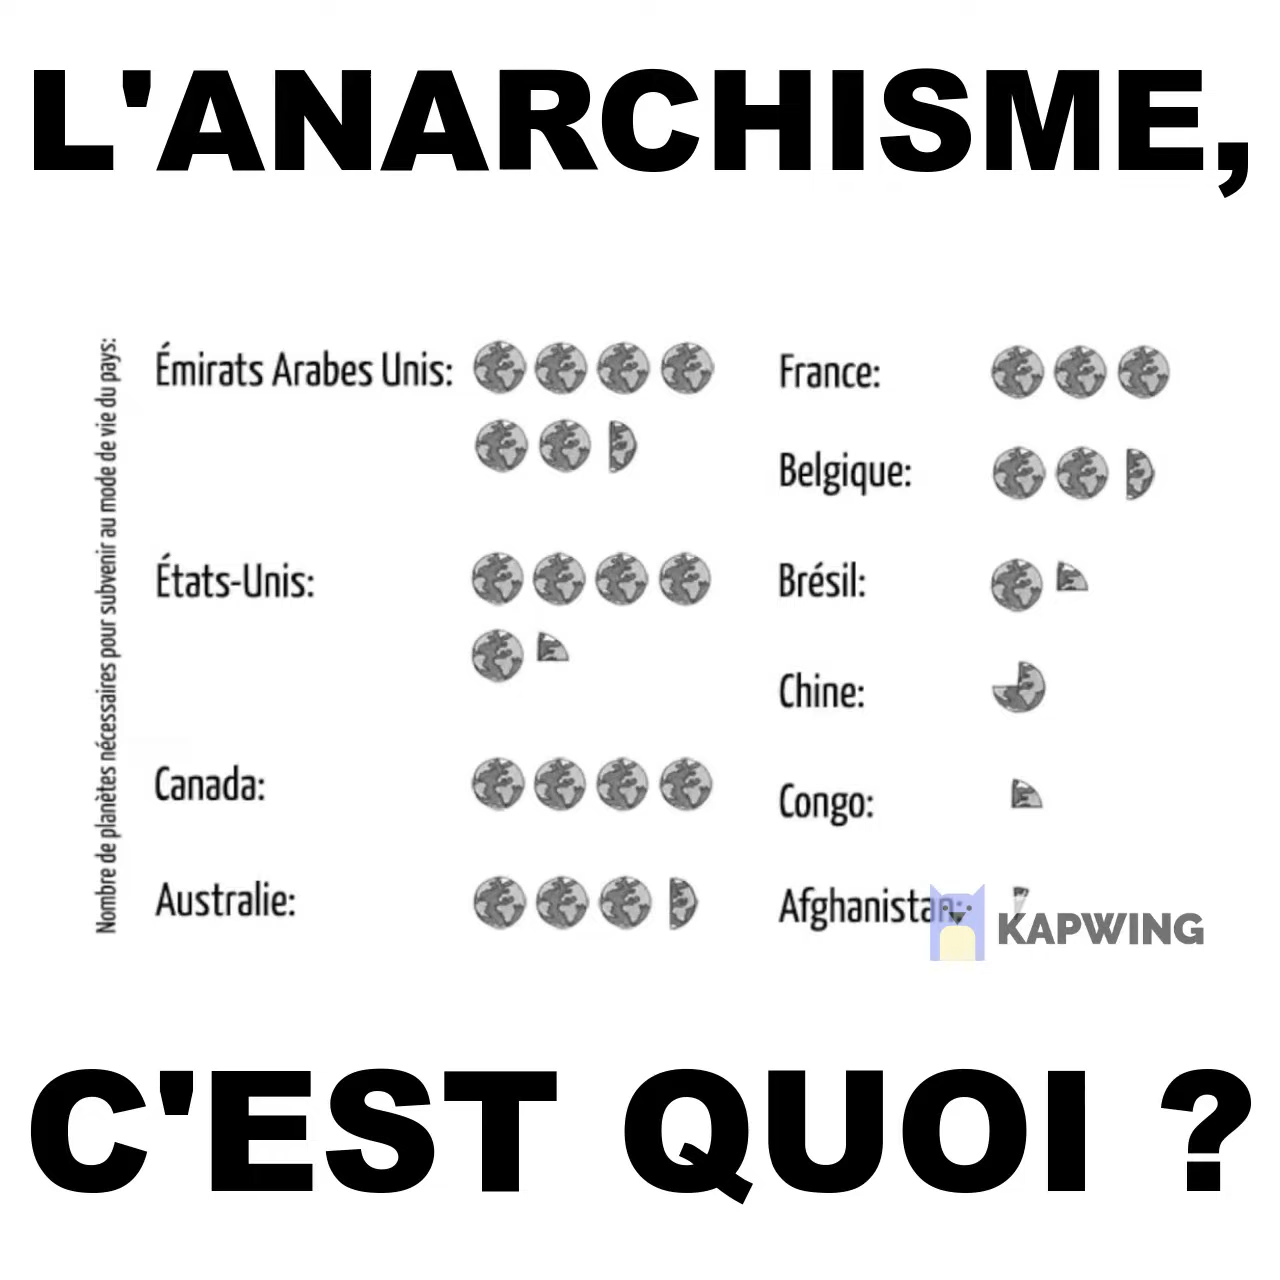 L'ANARCHISME,
Nombre de planètes nécessaires pour subvenir au mode de vie du pays:
Émirats Arabes Unis:
États-Unis:
Canada:
Australie:
France:
Belgique:
Brésil:
Chine:
Congo:
Afghanistan:
KAPWING
C'EST QUOI ?